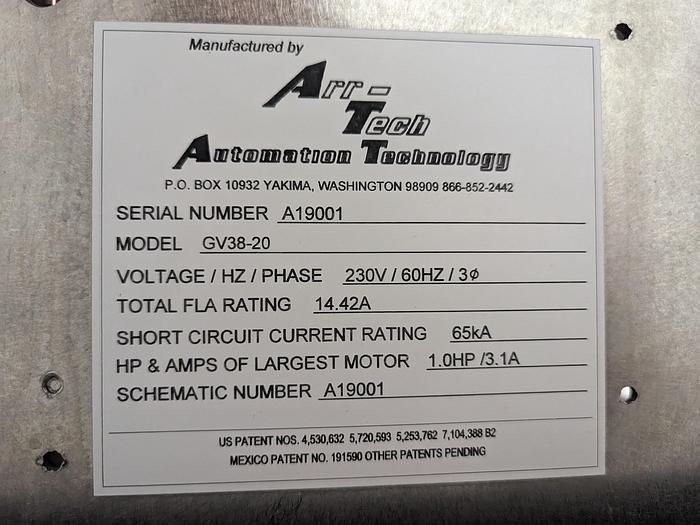 Manufactured by
Arr-
Tech
Automation Technology
P.O. BOX 10932 YAKIMA, WASHINGTON 98909 866-852-2442
SERIAL NUMBER A19001
MODEL GV38-20
VOLTAGE / HZ / PHASE 230V / 60HZ / 3⌀
TOTAL FLA RATING 14.42A
SHORT CIRCUIT CURRENT RATING 65kA
HP & AMPS OF LARGEST MOTOR 1.0HP /3.1A
SCHEMATIC NUMBER A19001
US PATENT NOS. 4,530,632 5,720,593 5,253,762 7,104,388 B2
MEXICO PATENT NO. 191590 OTHER PATENTS PENDING